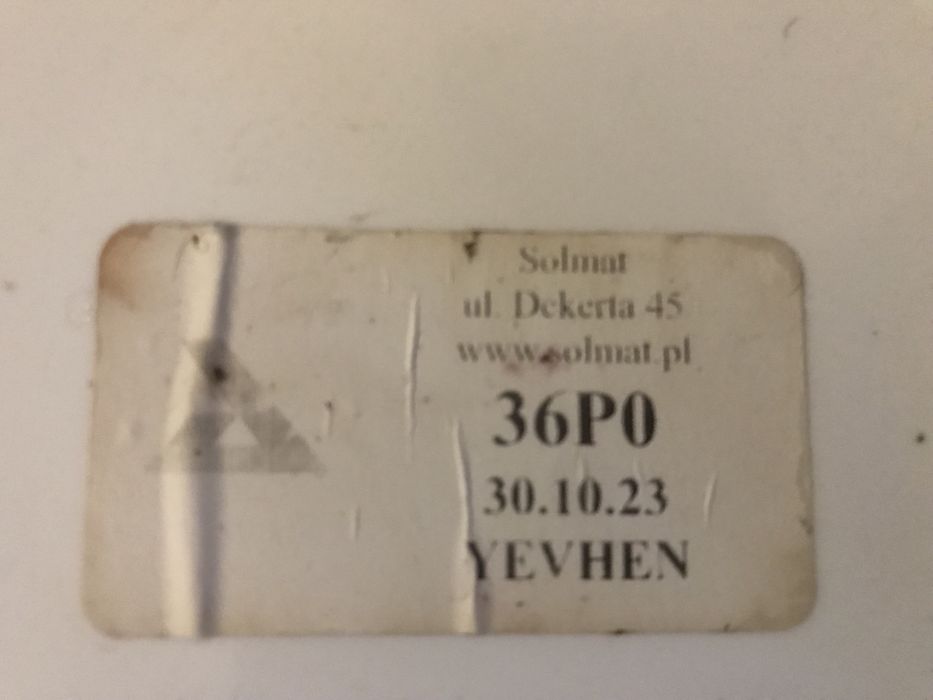 Solmat
ul. Dekerta 45
www.solmat.pl
36P0
30.10.23
YEVHEN